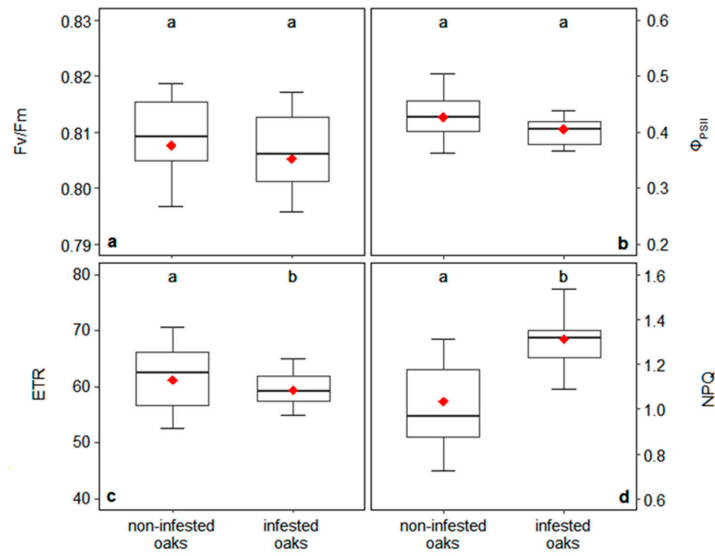 a a a a
0.83
0.82
0.81
0.80
0.79
Fv/Fm
a
0.6
0.5
0.4
0.3
0.2
ΦPSII
b
a b a b
80
70
60
50
40
ETR
c
1.6
1.4
1.2
1.0
0.8
0.6
NPQ
d
non-infested
oaks
infested
oaks
non-infested
oaks
infested
oaks